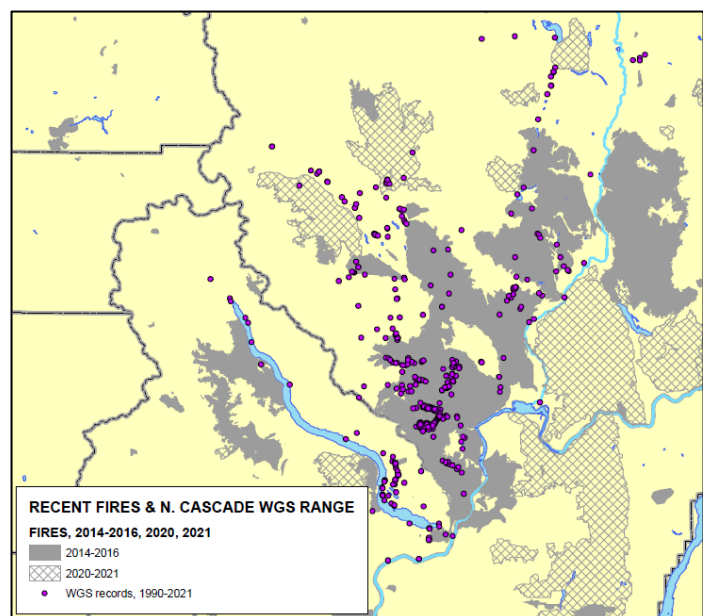 RECENT FIRES & N. CASCADE WGS RANGE
FIRES, 2014-2016, 2020, 2021
2014-2016
2020-2021
WGS records, 1990-2021